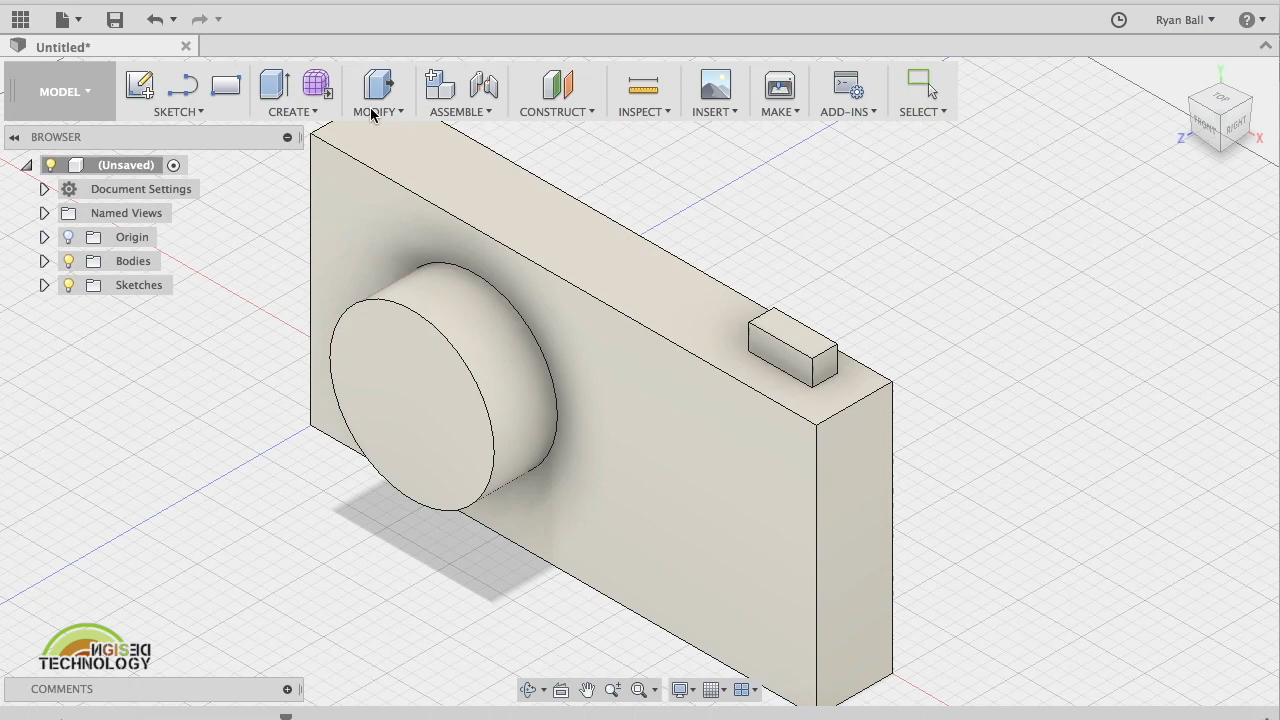 Ryan Ball
Untitled*
MODEL
SKETCH
CREATE
MODIFY
ASSEMBLE
CONSTRUCT
INSPECT
INSERT
MAKE
ADD-INS
SELECT
BROWSER
(Unsaved)
Document Settings
Named Views
Origin
Bodies
Sketches
Y
TOP
FRONT
RIGHT
Z
X
DESIGN
TECHNOLOGY
COMMENTS